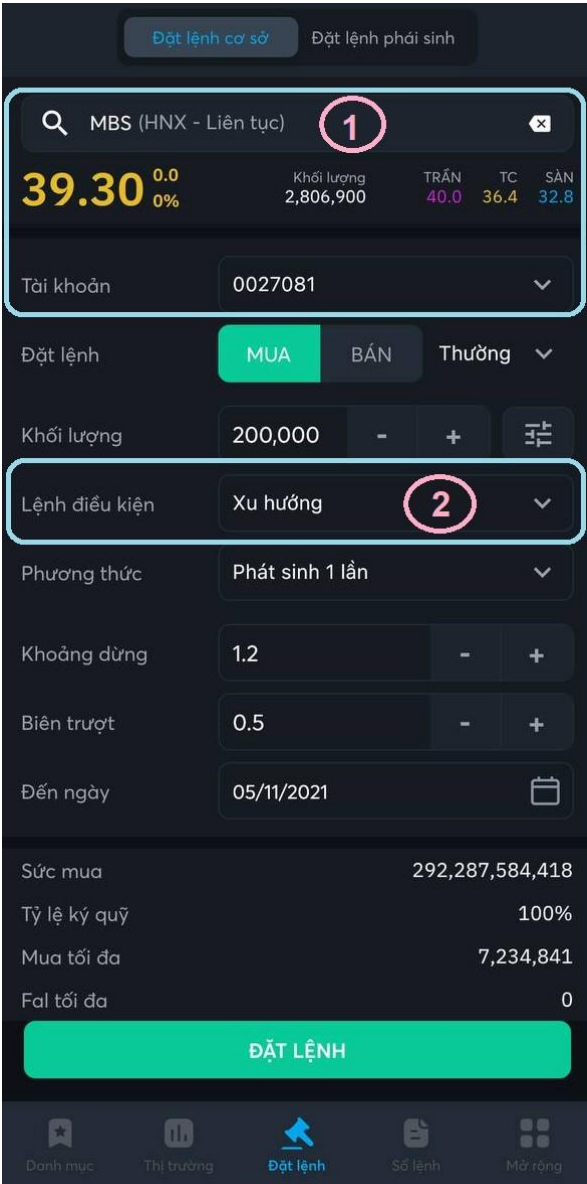 Đặt lệnh cơ sở Đặt lệnh phái sinh
MBS (HNX - Liên tục) 1
39.30 0.0 0% Khối lượng 2,806,900 TRẦN 40.0 TC 36.4 SÀN 32.8
Tài khoản 0027081
Đặt lệnh MUA BÁN Thường
Khối lượng 200,000 - +
Lệnh điều kiện Xu hướng 2
Phương thức Phát sinh 1 lần
Khoảng dừng 1.2 - +
Biên trượt 0.5 - +
Đến ngày 05/11/2021
Sức mua 292,287,584,418
Tỷ lệ ký quỹ 100%
Mua tối đa 7,234,841
Fal tối đa 0
ĐẶT LỆNH
Danh mục Thị trường Đặt lệnh Sổ lệnh Mở rộng